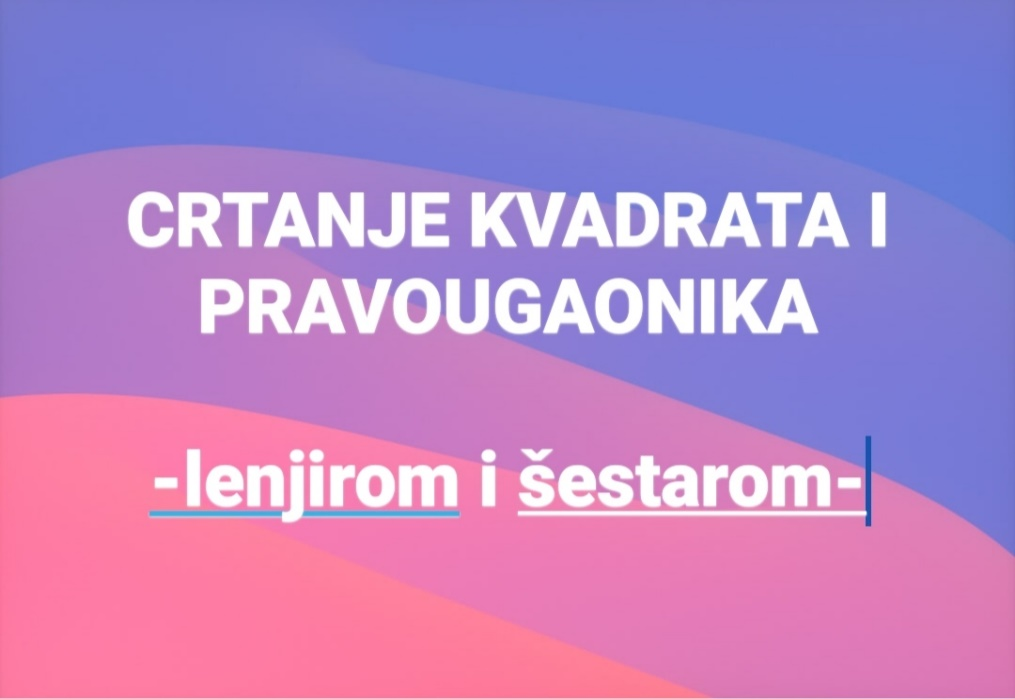 CRTANJE KVADRATA I
PRAVOUGAONIKA
-lenjirom i šestarom-